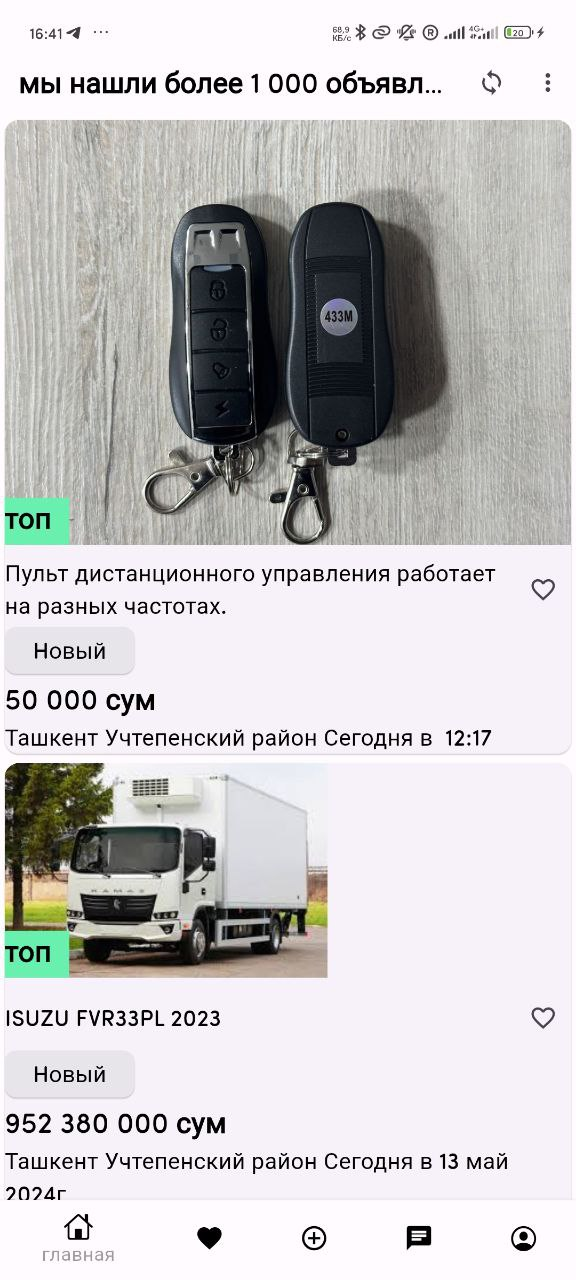 16:41
68,9
КБ/с
R
4G+
20
мы нашли более 1 000 объявл...
433M
ТОП
Пульт дистанционного управления работает
на разных частотах.
Новый
50 000 сум
Ташкент Учтепенский район Сегодня в 12:17
KAMAZ
ТОП
ISUZU FVR33PL 2023
Новый
952 380 000 сум
Ташкент Учтепенский район Сегодня в 13 май
2024г
главная